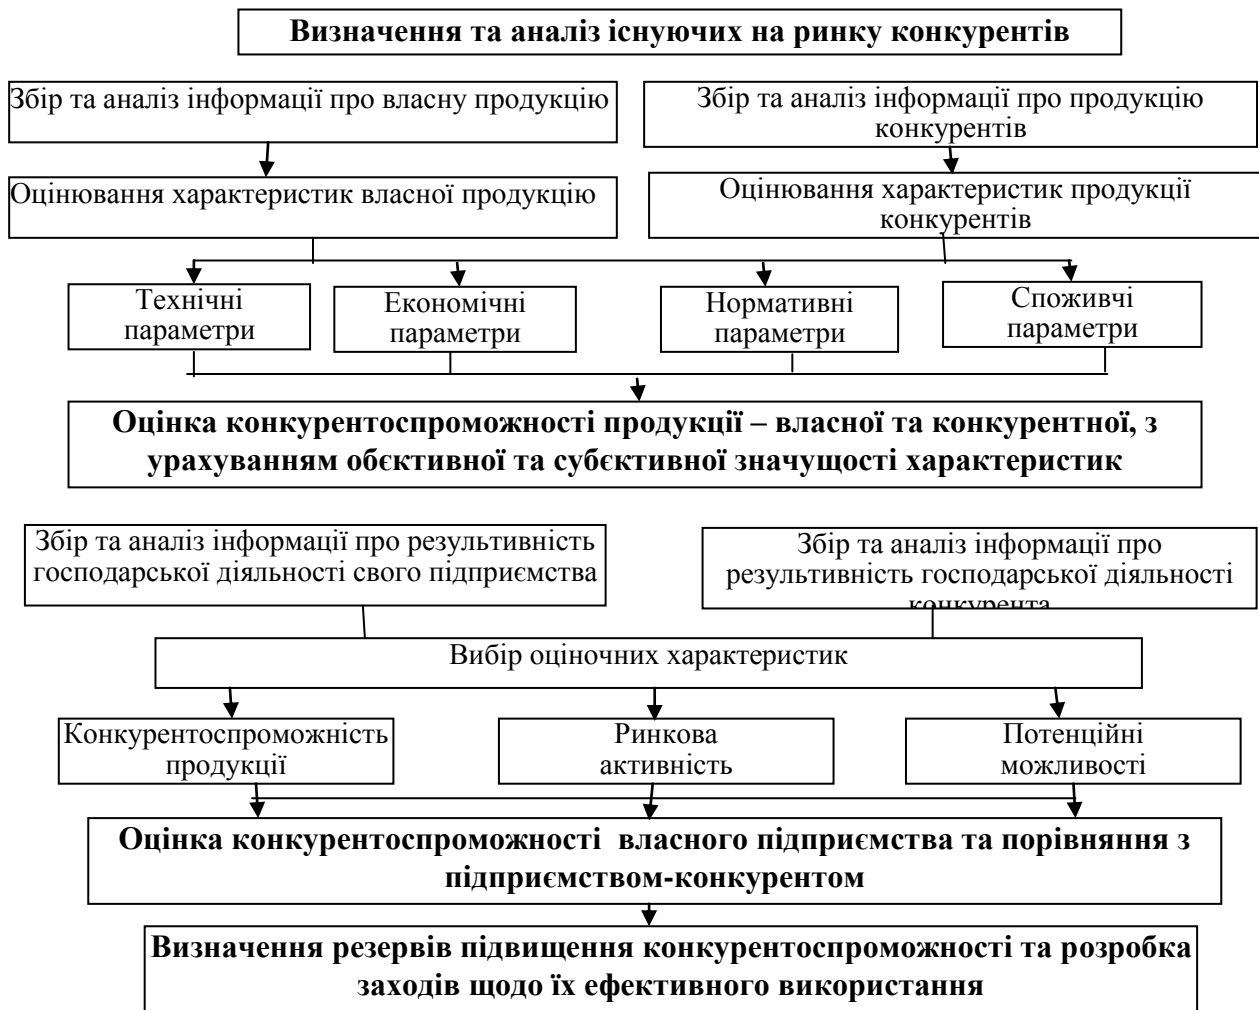 Визначення та аналіз існуючих на ринку конкурентів
Збір та аналіз інформації про власну продукцію
Збір та аналіз інформації про продукцію
конкурентів
Оцінювання характеристик власної продукцію
Оцінювання характеристик продукції
конкурентів
Технічні
параметри
Економічні
параметри
Нормативні
параметри
Споживчі
параметри
Оцінка конкурентоспроможності продукції – власної та конкурентної, з
урахуванням обєктивної та субєктивної значущості характеристик
Збір та аналіз інформації про результивність
господарської діяльності свого підприємства
Збір та аналіз інформації про
результивність господарської діяльності
конкурента
Вибір оціночних характеристик
Конкурентоспроможність
продукції
Ринкова
активність
Потенційні
можливості
Оцінка конкурентоспроможності власного підприємства та порівняння з
підприємством-конкурентом
Визначення резервів підвищення конкурентоспроможності та розробка
заходів щодо їх ефективного використання